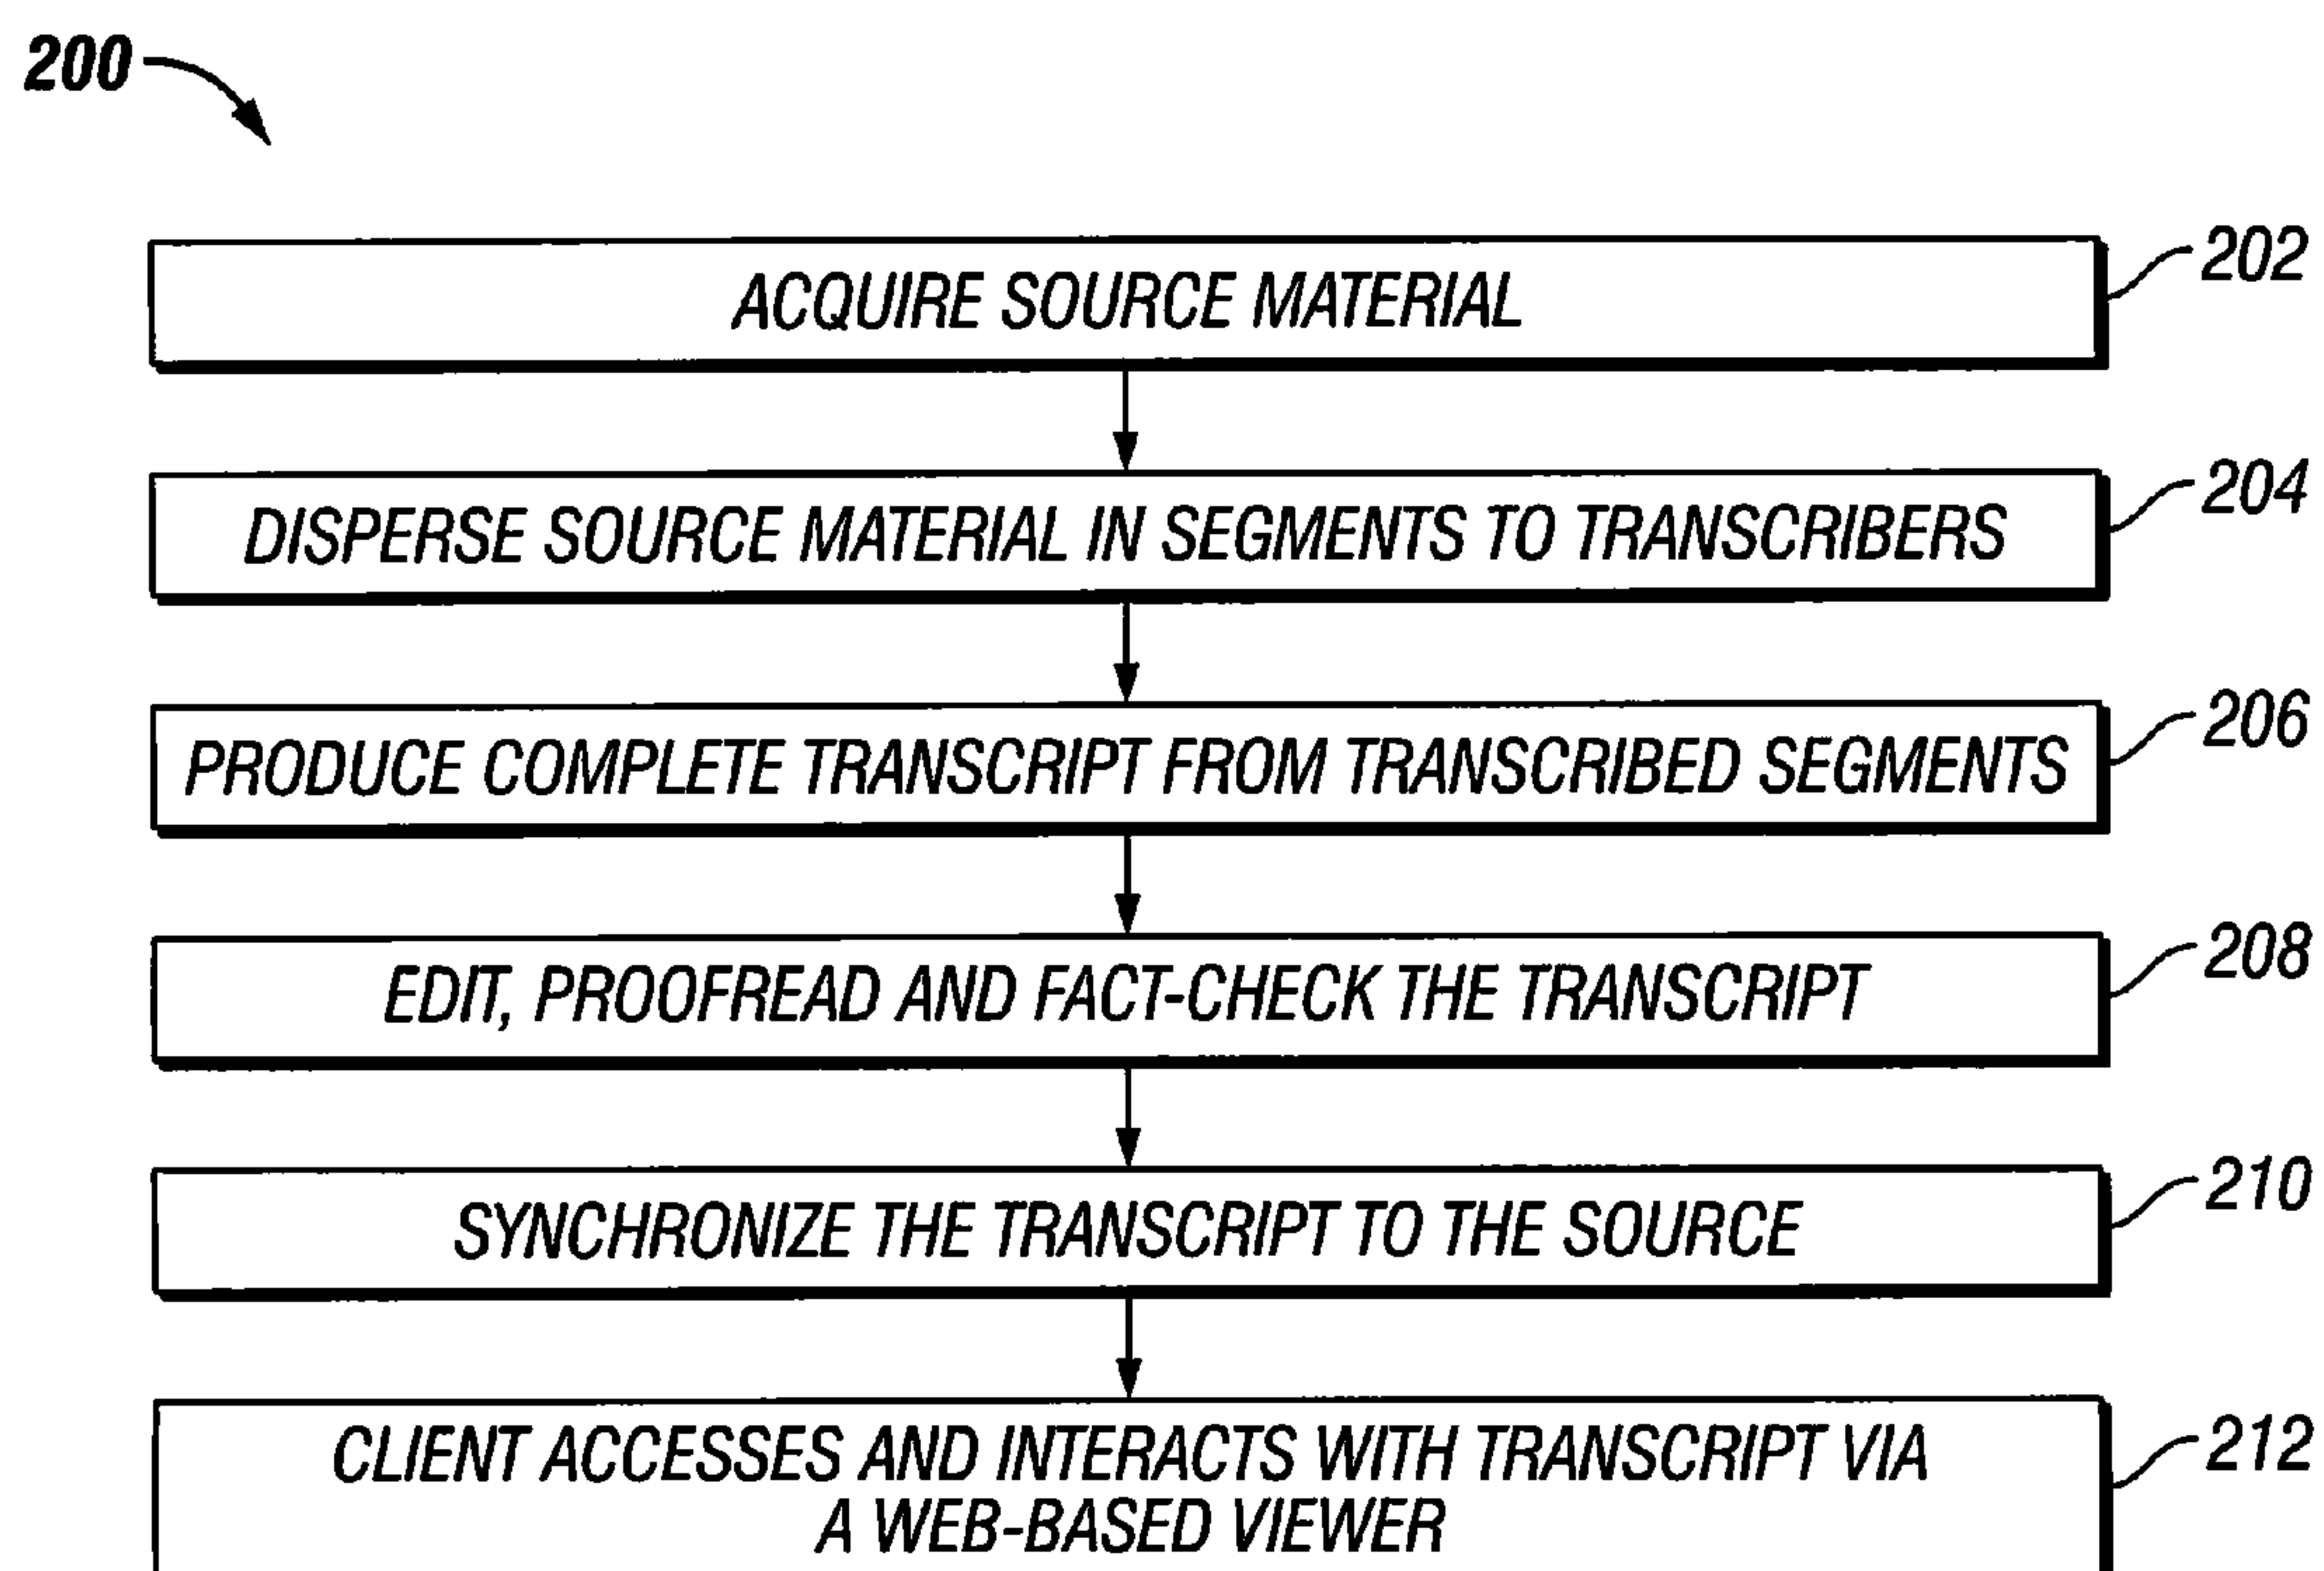 200
ACQUIRE SOURCE MATERIAL
202
DISPERSE SOURCE MATERIAL IN SEGMENTS TO TRANSCRIBERS
204
PRODUCE COMPLETE TRANSCRIPT FROM TRANSCRIBED SEGMENTS
206
EDIT, PROOFREAD AND FACT-CHECK THE TRANSCRIPT
208
SYNCHRONIZE THE TRANSCRIPT TO THE SOURCE
210
CLIENT ACCESSES AND INTERACTS WITH TRANSCRIPT VIA
A WEB-BASED VIEWER
212